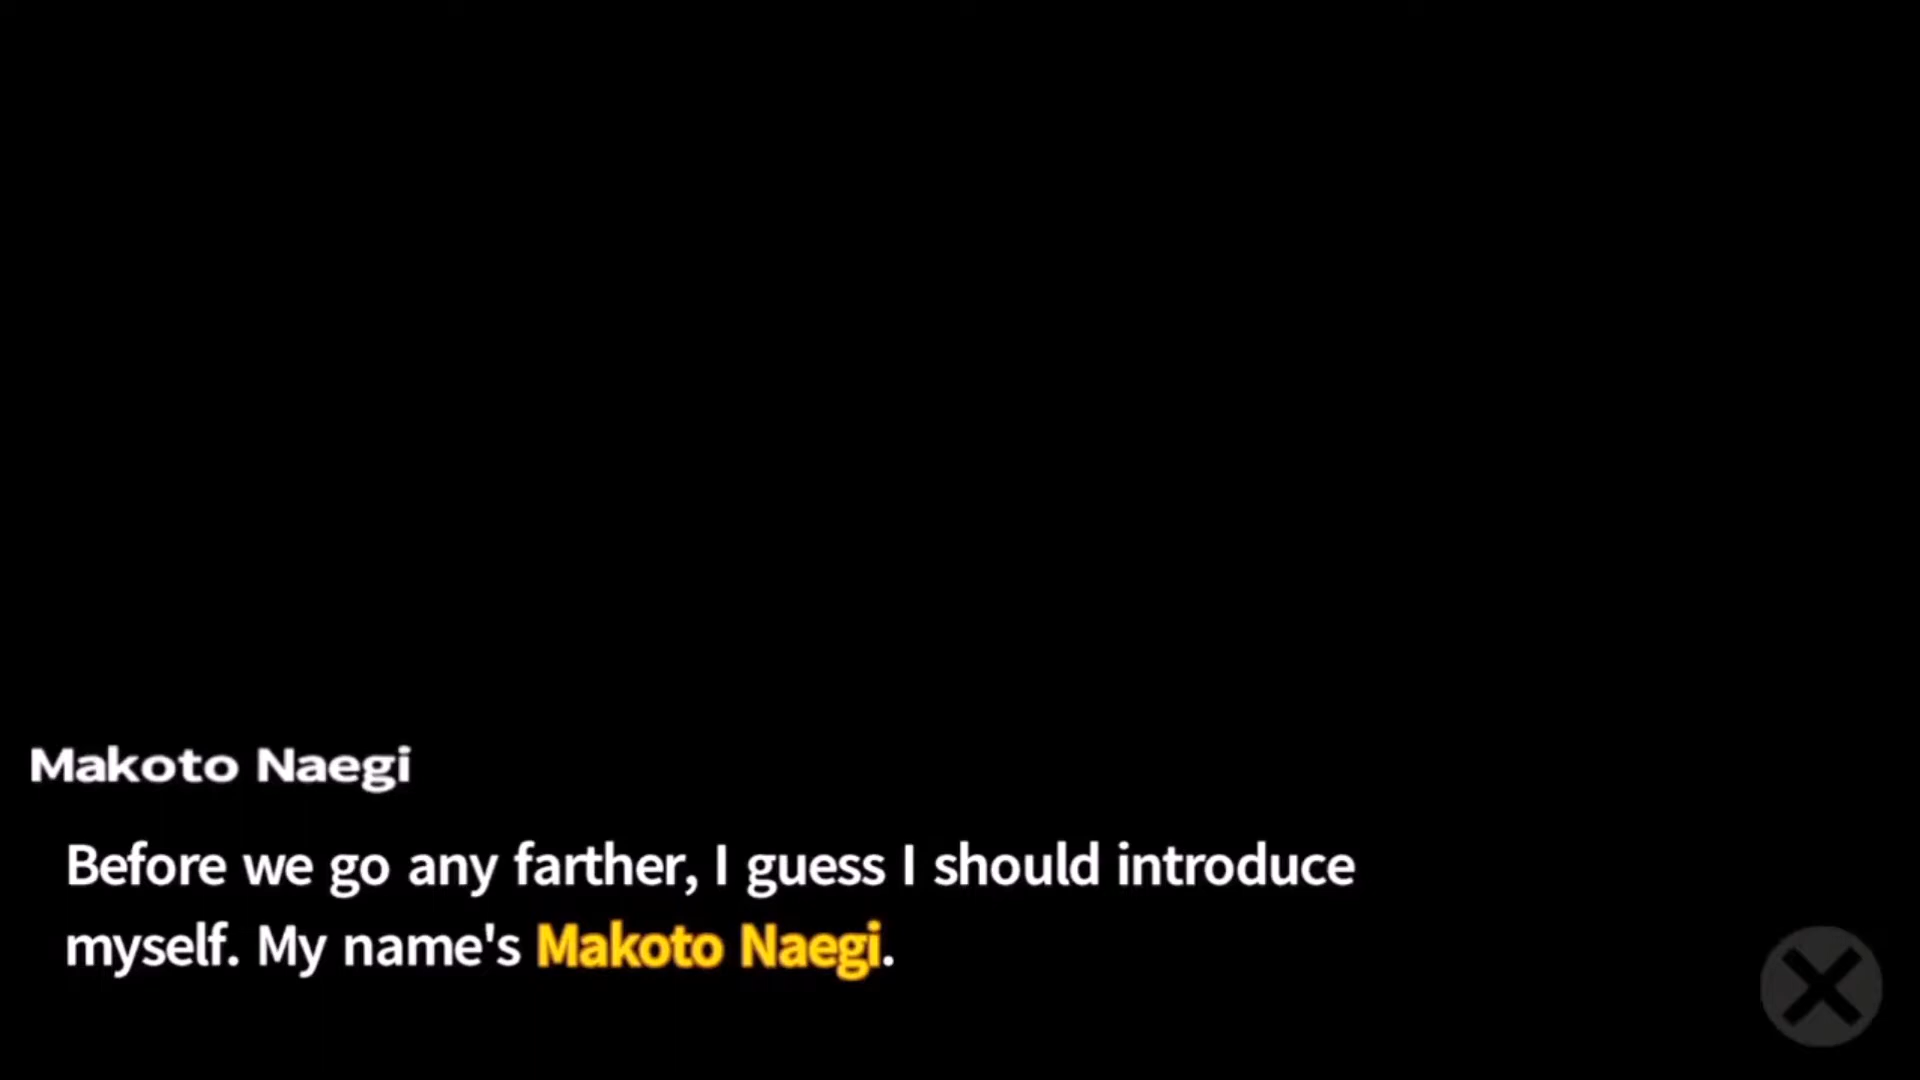 Makoto Naegi
Before we go any farther, I guess I should introduce
myself. My name's Makoto Naegi.